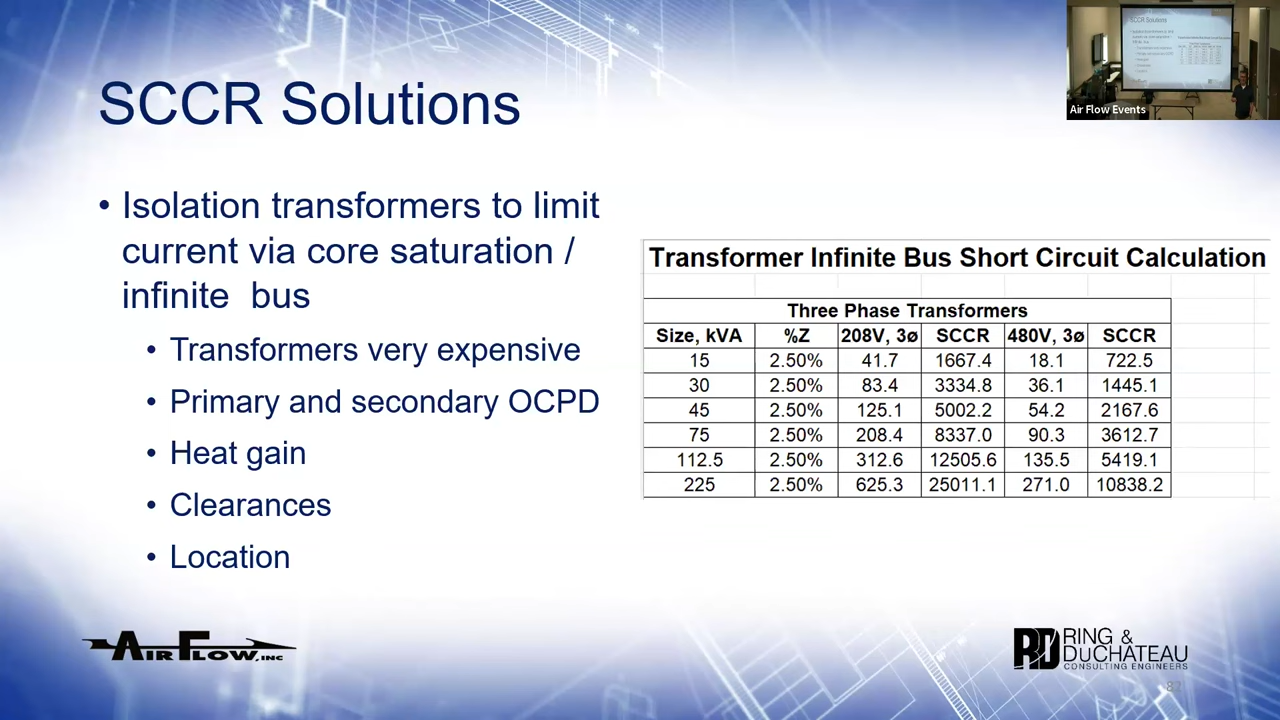 SCCR Solutions
Air Flow Events
• Isolation transformers to limit
current via core saturation /
infinite bus
• Transformers very expensive
• Primary and secondary OCPD
• Heat gain
• Clearances
• Location
Transformer Infinite Bus Short Circuit Calculation
Three Phase Transformers
Size, kVA %Z 208V, 3ø SCCR 480V, 3ø SCCR
15 2.50% 41.7 1667.4 18.1 722.5
30 2.50% 83.4 3334.8 36.1 1445.1
45 2.50% 125.1 5002.2 54.2 2167.6
75 2.50% 208.4 8337.0 90.3 3612.7
112.5 2.50% 312.6 12505.6 135.5 5419.1
225 2.50% 625.3 25011.1 271.0 10838.2
AIR FLOW, INC
RD RING &
DUCHATEAU
CONSULTING ENGINEERS